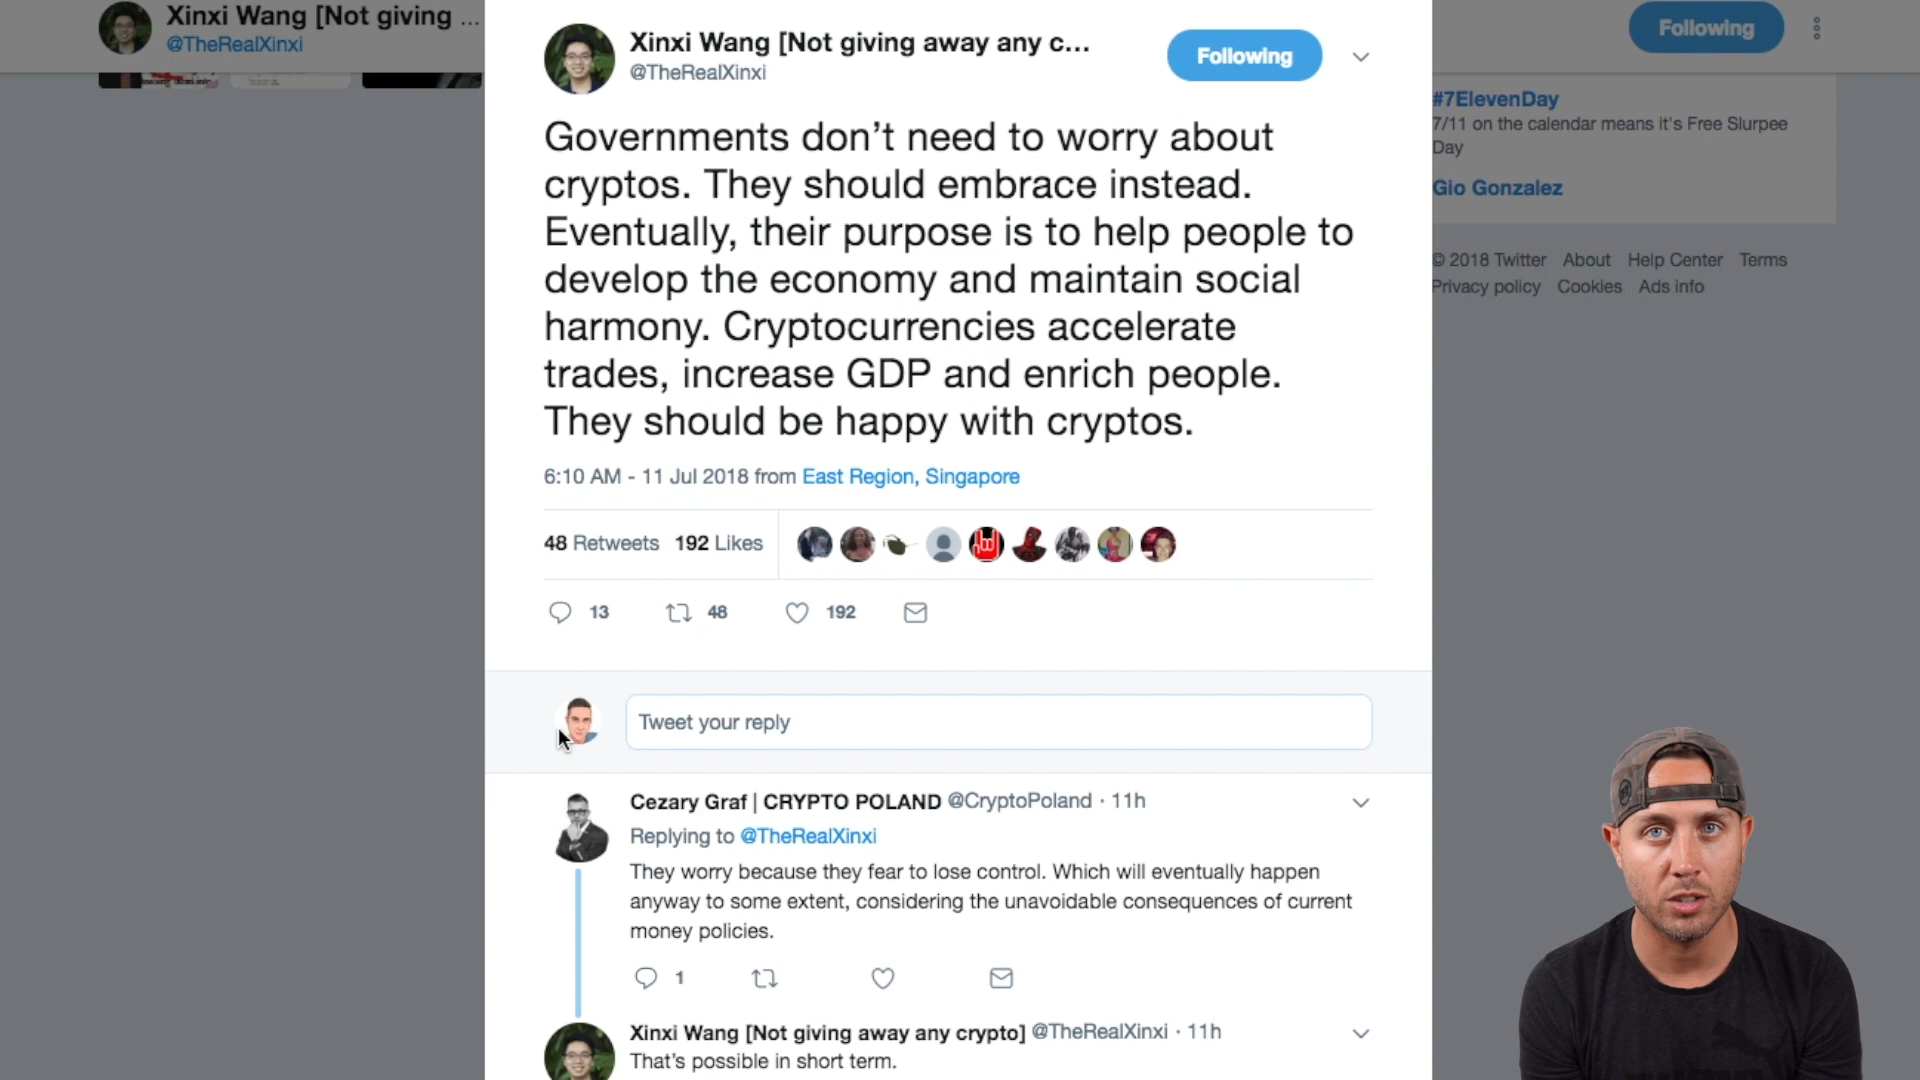 Xinxi Wang [Not giving ...
@TheRealXinxi
Following
Xinxi Wang [Not giving away any c...
@TheRealXinxi
Following
Governments don’t need to worry about
cryptos. They should embrace instead.
Eventually, their purpose is to help people to
develop the economy and maintain social
harmony. Cryptocurrencies accelerate
trades, increase GDP and enrich people.
They should be happy with cryptos.
6:10 AM - 11 Jul 2018 from East Region, Singapore
48 Retweets 192 Likes
13 48 192
Tweet your reply
Cezary Graf | CRYPTO POLAND @CryptoPoland · 11h
Replying to @TheRealXinxi
They worry because they fear to lose control. Which will eventually happen
anyway to some extent, considering the unavoidable consequences of current
money policies.
1
Xinxi Wang [Not giving away any crypto] @TheRealXinxi · 11h
That’s possible in short term.
#7ElevenDay
7/11 on the calendar means it's Free Slurpee
Day
Gio Gonzalez
© 2018 Twitter About Help Center Terms
Privacy policy Cookies Ads info